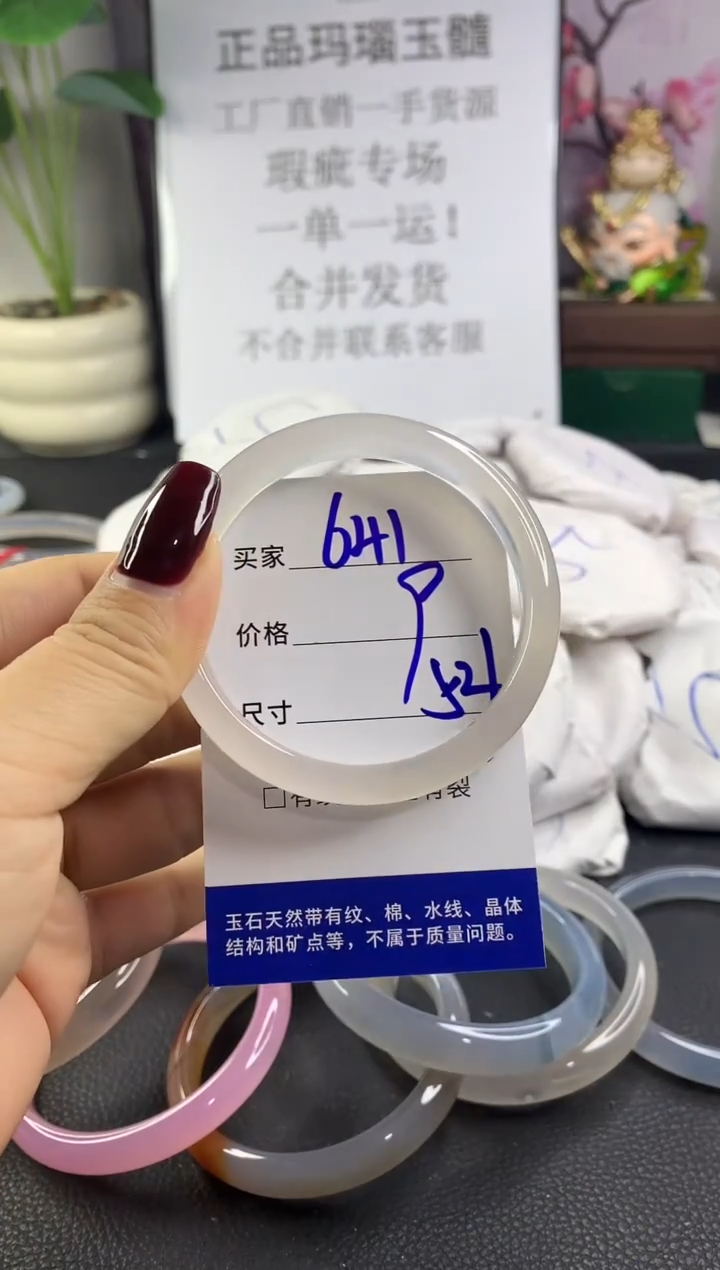 正品玛瑙玉髓
工厂直销一手货源
瑕疵专场
一单一运!
合并发货
不合并联系客服
买家 641
价格
尺寸 521
玉石天然带有纹、棉、水线、晶体
结构和矿点等，不属于质量问题。